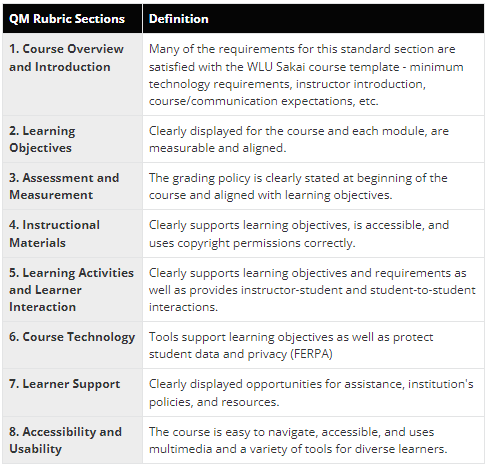 QM Rubric Sections Definition
1. Course Overview and Introduction
Many of the requirements for this standard section are
satisfied with the WLU Sakai course template - minimum
technology requirements, instructor introduction,
course/communication expectations, etc.
2. Learning
Objectives
Clearly displayed for the course and each module, are
measurable and aligned.
3. Assessment and
Measurement
The grading policy is clearly stated at beginning of the
course and aligned with learning objectives.
4. Instructional
Materials
Clearly supports learning objectives, is accessible, and
uses copyright permissions correctly.
5. Learning Activities
and Learner
Interaction
Clearly supports learning objectives and requirements as
well as provides instructor-student and student-to-student
interactions.
6. Course Technology
Tools support learning objectives as well as protect
student data and privacy (FERPA)
7. Learner Support
Clearly displayed opportunities for assistance, institution's
policies, and resources.
8. Accessibility and
Usability
The course is easy to navigate, accessible, and uses
multimedia and a variety of tools for diverse learners.